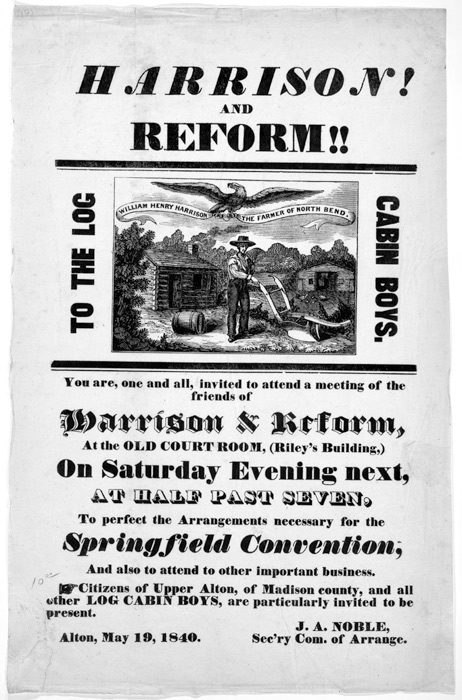 HARRISON!
AND
REFORM!!
TO THE LOG
WILLIAM HENRY HARRISON THE FARMER OF NORTH BEND.
CABIN BOYS.
You are, one and all, invited to attend a meeting of the
friends of
Harrison & Reform,
At the OLD COURT ROOM, (Riley's Building,)
On Saturday Evening next,
AT HALF PAST SEVEN,
To perfect the Arrangements necessary for the
Springfield Convention,
And also to attend to other important business.
☛Citizens of Upper Alton, of Madison county, and all
other LOG CABIN BOYS, are particularly invited to be
present.
J. A. NOBLE,
Alton, May 19, 1840. Sec'ry Com. of Arrange.